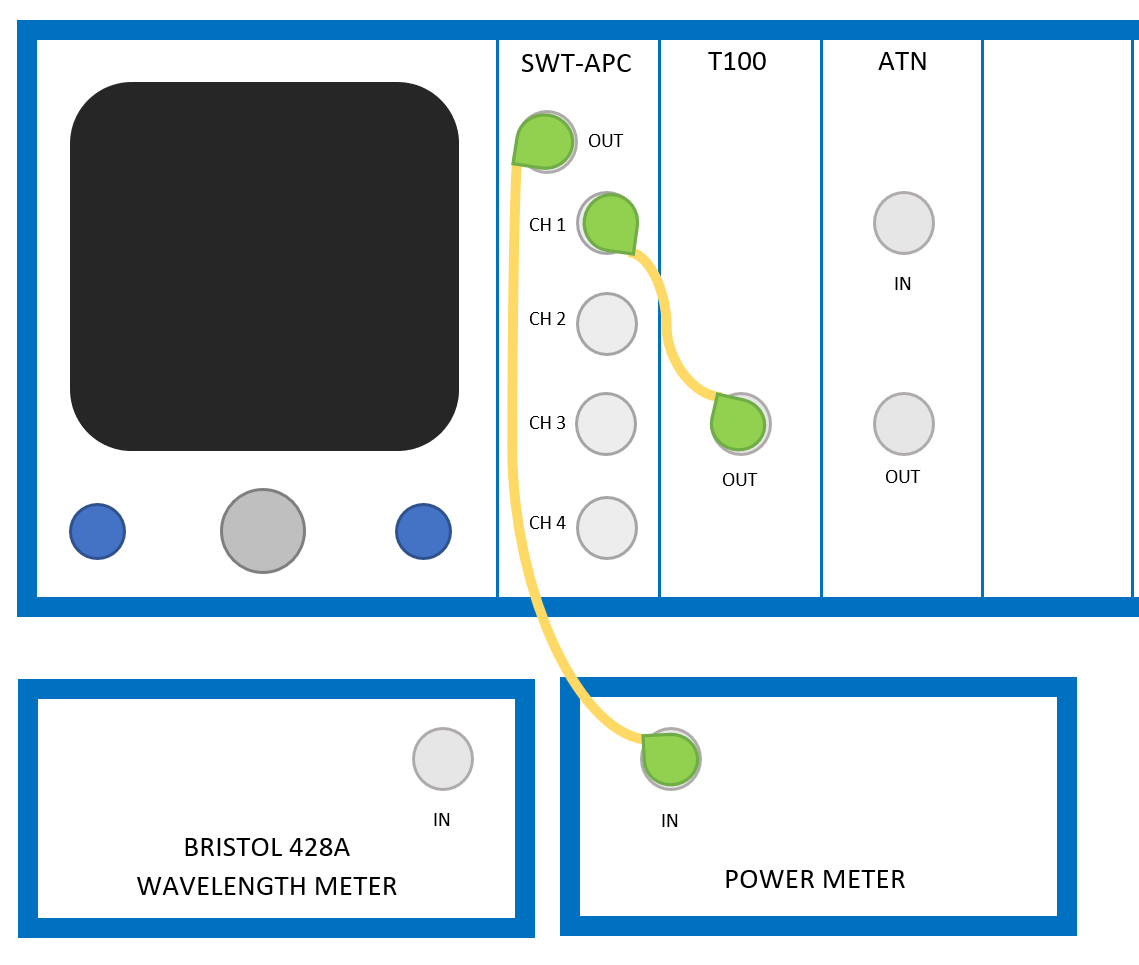 SWT-APC
T100
ATN
OUT
CH 1
CH 2
CH 3
CH 4
OUT
IN
OUT
IN
BRISTOL 428A
WAVELENGTH METER
IN
POWER METER